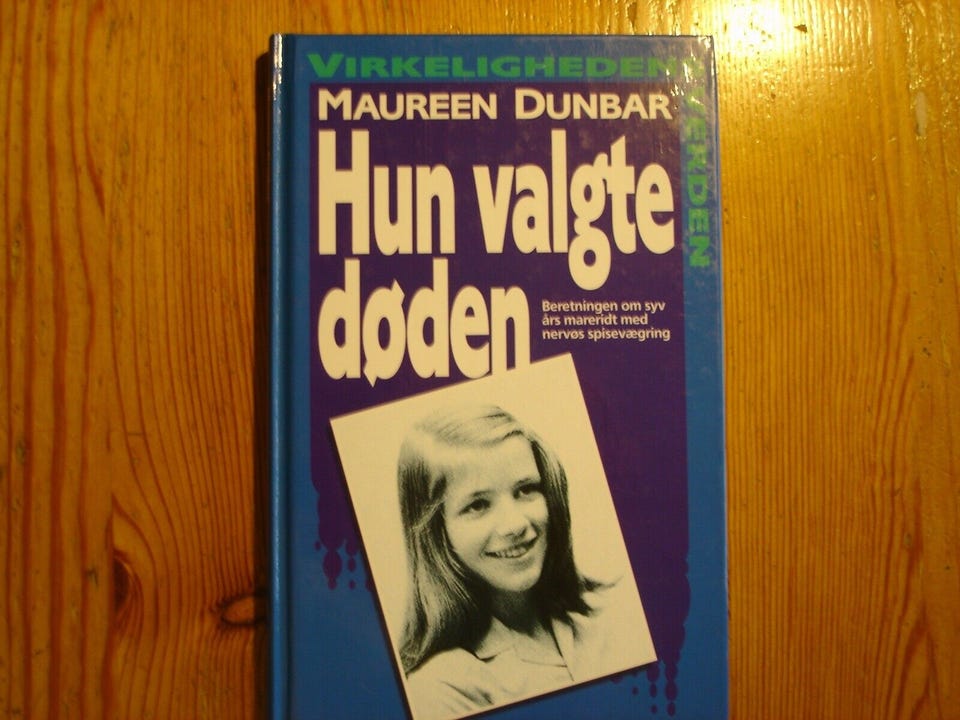 VIRKELIGHEDENS VERDEN
MAUREEN DUNBAR
Hun valgte
døden
Beretningen om syv
års mareridt med
nervøs spisevægring